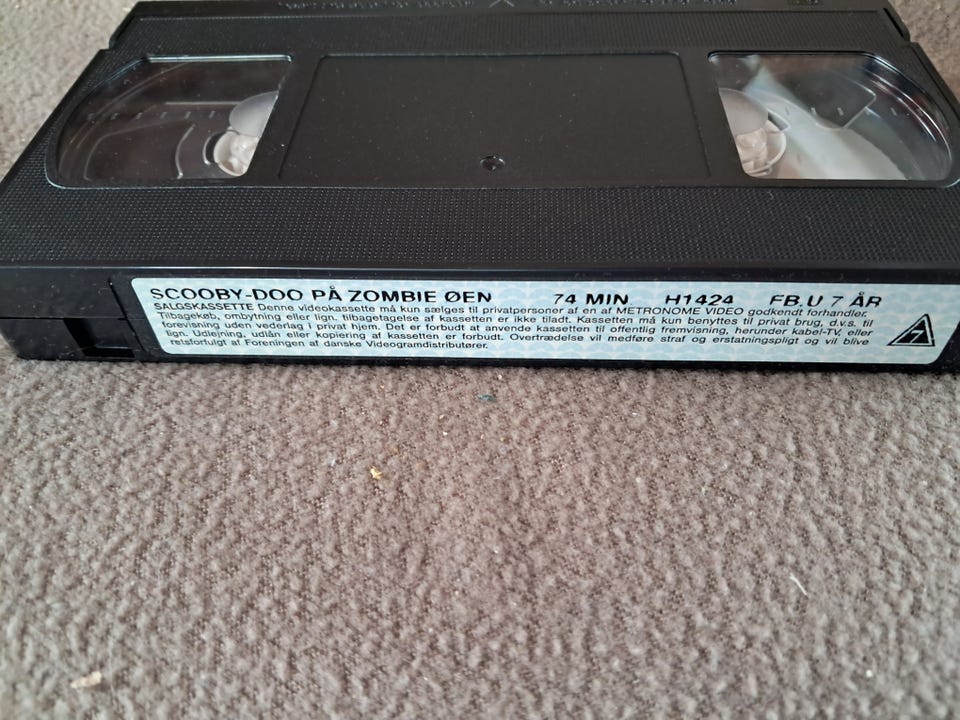 SCOOBY-DOO PÅ ZOMBIE ØEN 74 MIN. H1424 FB.U 7 ÅR
SALGSKASSETTE Denne videokassette må kun sælges til privatpersoner af en af METRONOME VIDEO godkendt forhandler.
Tilbagekøb, ombytning eller lign. tilbagetagelse af kassetten er ikke tiladt. Kassetten må kun benyttes til privat brug, d.v.s. til
forevisning uden vederlag i privat hjem. Det er forbudt at anvende kassetten til offentlig fremvisning, herunder kabel-TV, eller
lign. Udlejning, udlån eller kopiering af kassetten er forbudt. Overtrædelse vil medføre straf og erstatningspligt og vil blive
retsforfulgt af Foreningen af danske Videogramdistributører.
7